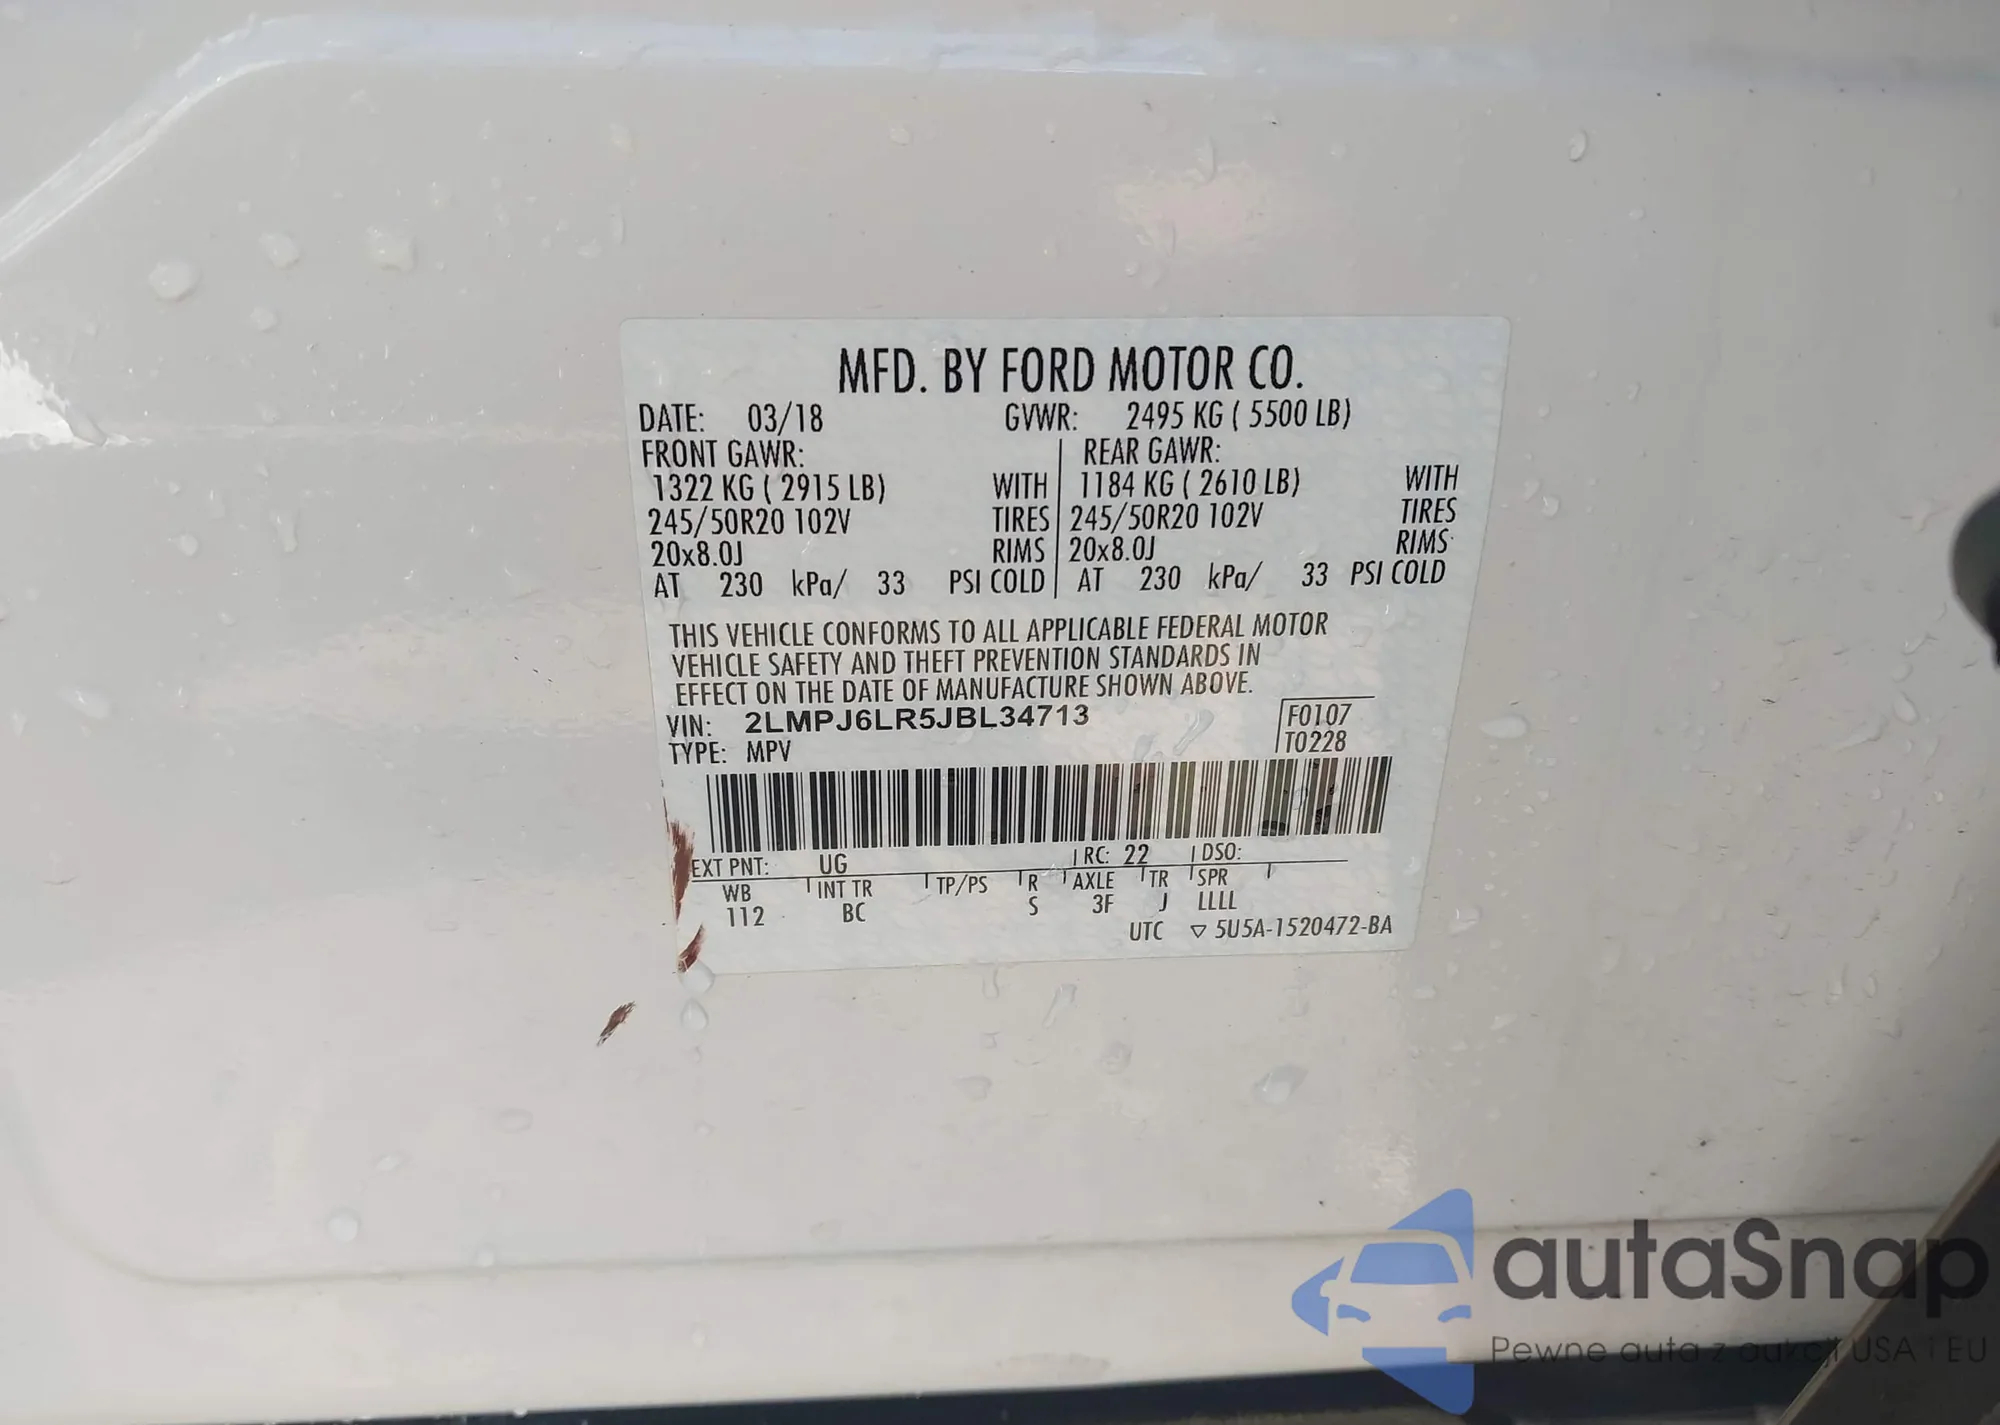 MFD. BY FORD MOTOR CO.
DATE: 03/18 GVWR: 2495 KG ( 5500 LB)
FRONT GAWR: REAR GAWR:
1322 KG ( 2915 LB) WITH 1184 KG ( 2610 LB) WITH
245/50R20 102V TIRES 245/50R20 102V TIRES
20x8.0J RIMS 20x8.0J RIMS
AT 230 kPa/ 33 PSI COLD AT 230 kPa/ 33 PSI COLD
THIS VEHICLE CONFORMS TO ALL APPLICABLE FEDERAL MOTOR
VEHICLE SAFETY AND THEFT PREVENTION STANDARDS IN
EFFECT ON THE DATE OF MANUFACTURE SHOWN ABOVE.
VIN: 2LMPJ6LR5JBL34713 F0107
TYPE: MPV T0228
EXT PNT: UG RC: 22 DSO:
WB INT TR TP/PS R AXLE TR SPR
112 BC S 3F J LLLL
UTC ▽ 5U5A-1520472-BA
autaSnap
Pewne auta z aukcji USA i EU